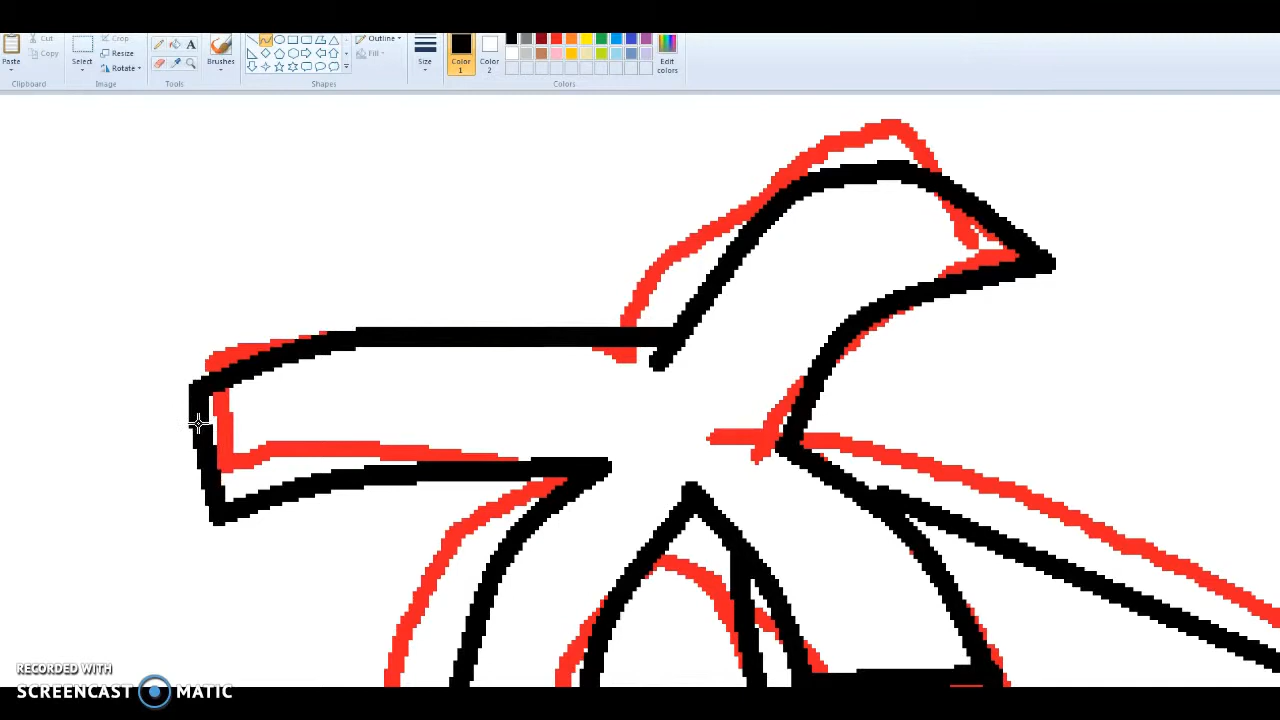 Cut
Crop
Outline
Copy
Resize
Fill
Paste
Select
Rotate
Brushes
Size
Color
1
Color
2
Edit
colors
A
Clipboard
Image
Tools
Shapes
Colors
RECORDED WITH
SCREENCAST MATIC